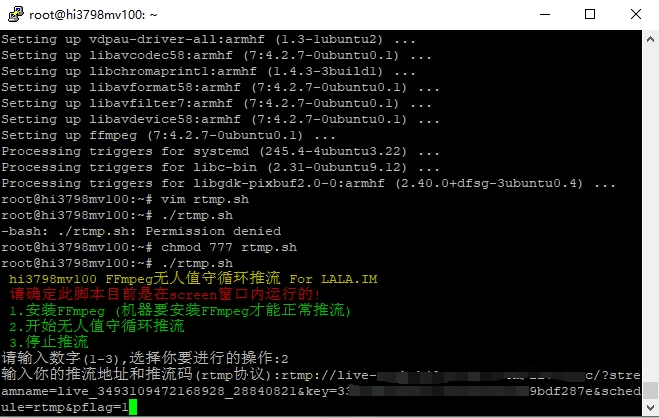 root@hi3798mv100: ~
Setting up vdpau-driver-all:armhf (1.3-1ubuntu2) ...
Setting up libavcodec58:armhf (7:4.2.7-0ubuntu0.1) ...
Setting up libchromaprint1:armhf (1.4.3-3build1) ...
Setting up libavformat58:armhf (7:4.2.7-0ubuntu0.1) ...
Setting up libavfilter7:armhf (7:4.2.7-0ubuntu0.1) ...
Setting up libavdevice58:armhf (7:4.2.7-0ubuntu0.1) ...
Setting up ffmpeg (7:4.2.7-0ubuntu0.1) ...
Processing triggers for systemd (245.4-4ubuntu3.22) ...
Processing triggers for libc-bin (2.31-0ubuntu9.12) ...
Processing triggers for libgdk-pixbuf2.0-0:armhf (2.40.0+dfsg-3ubuntu0.4) ...
root@hi3798mv100:~# vim rtmp.sh
root@hi3798mv100:~# ./rtmp.sh
-bash: ./rtmp.sh: Permission denied
root@hi3798mv100:~# chmod 777 rtmp.sh
root@hi3798mv100:~# ./rtmp.sh
hi3798mv100 FFmpeg无人值守循环推流 For LALA.IM
请确定此脚本目前是在screen窗口内运行的!
1.安装FFmpeg (机器要安装FFmpeg才能正常推流)
2.开始无人值守循环推流
3.停止推流
请输入数字(1-3),选择你要进行的操作:2
输入你的推流地址和推流码(rtmp协议):rtmp://live- c/?stre
amname=live_3493109472168928_28840821&key=33 9bdf287e&sched
ule=rtmp&pflag=1